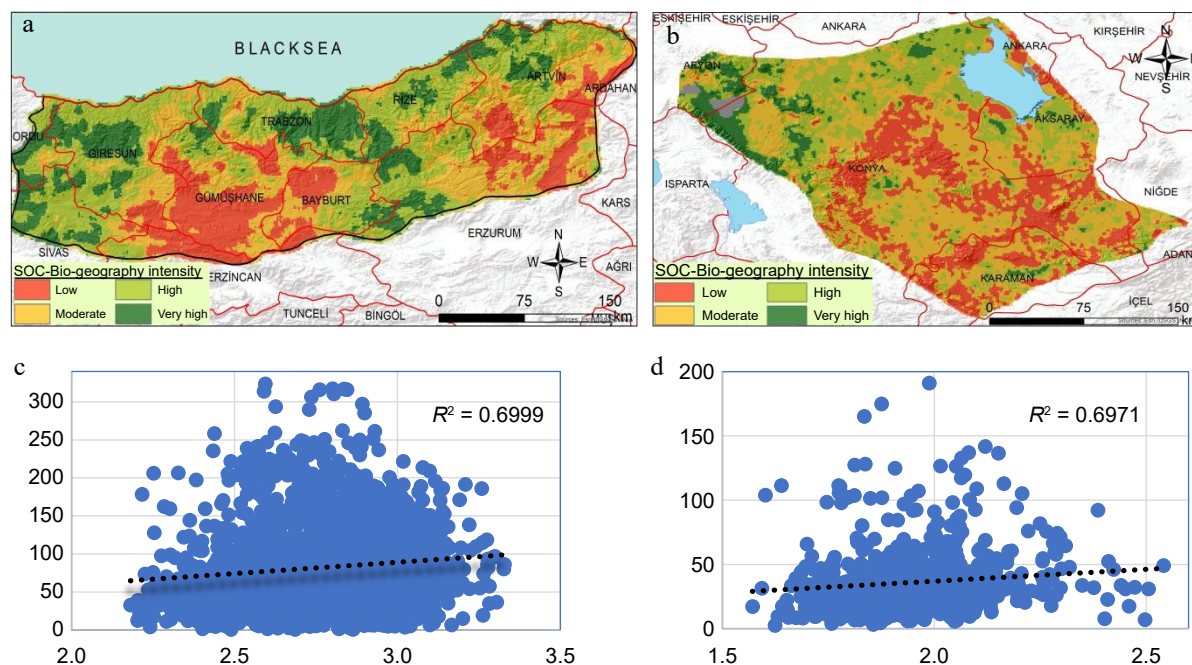 a
BLACKSEA
ARTVİN
ARDAHAN
RİZE
TRABZON
ORDU
GİRESUN
GÜMÜŞHANE
BAYBURT
KARS
ERZURUM
SİVAS
ERZİNCAN
AĞRI
TUNCELİ
BİNGÖL
N
W E
S
SOC-Bio-geography intensity
Low
High
Moderate
Very high
0 75 150
km
b
ESKİŞEHİR
ESKİŞEHİR
ANKARA
KIRŞEHİR
ANKARA
N
W
S
NEVŞEHİR
AFYON
AKSARAY
KONYA
ISPARTA
NİĞDE
ADAN
KARAMAN
İÇEL
SOC-Bio-geography intensity
Low
High
Moderate
Very high
0 75 150
c
R² = 0.6999
300
250
200
150
100
50
0
2.0 2.5 3.0 3.5
d
R² = 0.6971
200
150
100
50
0
1.5 2.0 2.5